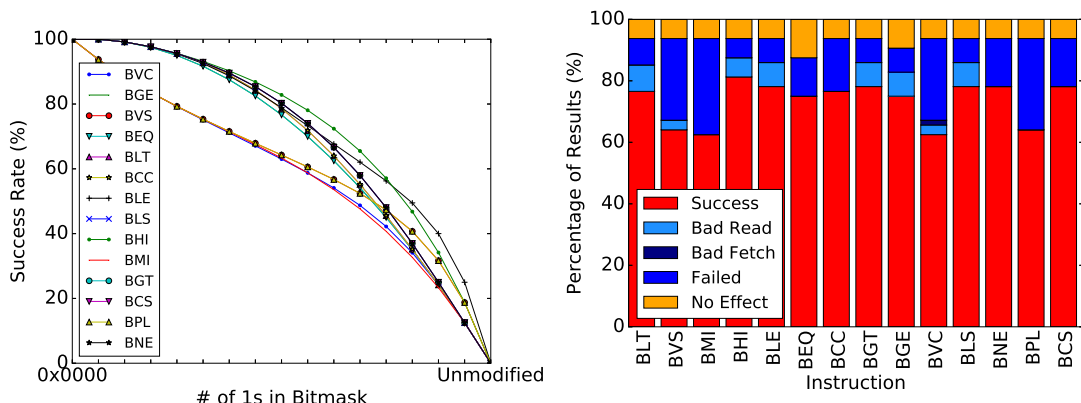 100
80
60
40
20
0
Success Rate (%)
BVC
BGE
BVS
BEQ
BLT
BCC
BLE
BLS
BHI
BMI
BGT
BCS
BPL
BNE
0x0000
Unmodified
# of 1s in Bitmask
100
80
60
40
20
0
Percentage of Results (%)
Success
Bad Read
Bad Fetch
Failed
No Effect
BLT
BVS
BMI
BHI
BLE
BEQ
BCC
BGT
BGE
BVC
BLS
BNE
BPL
BCS
Instruction